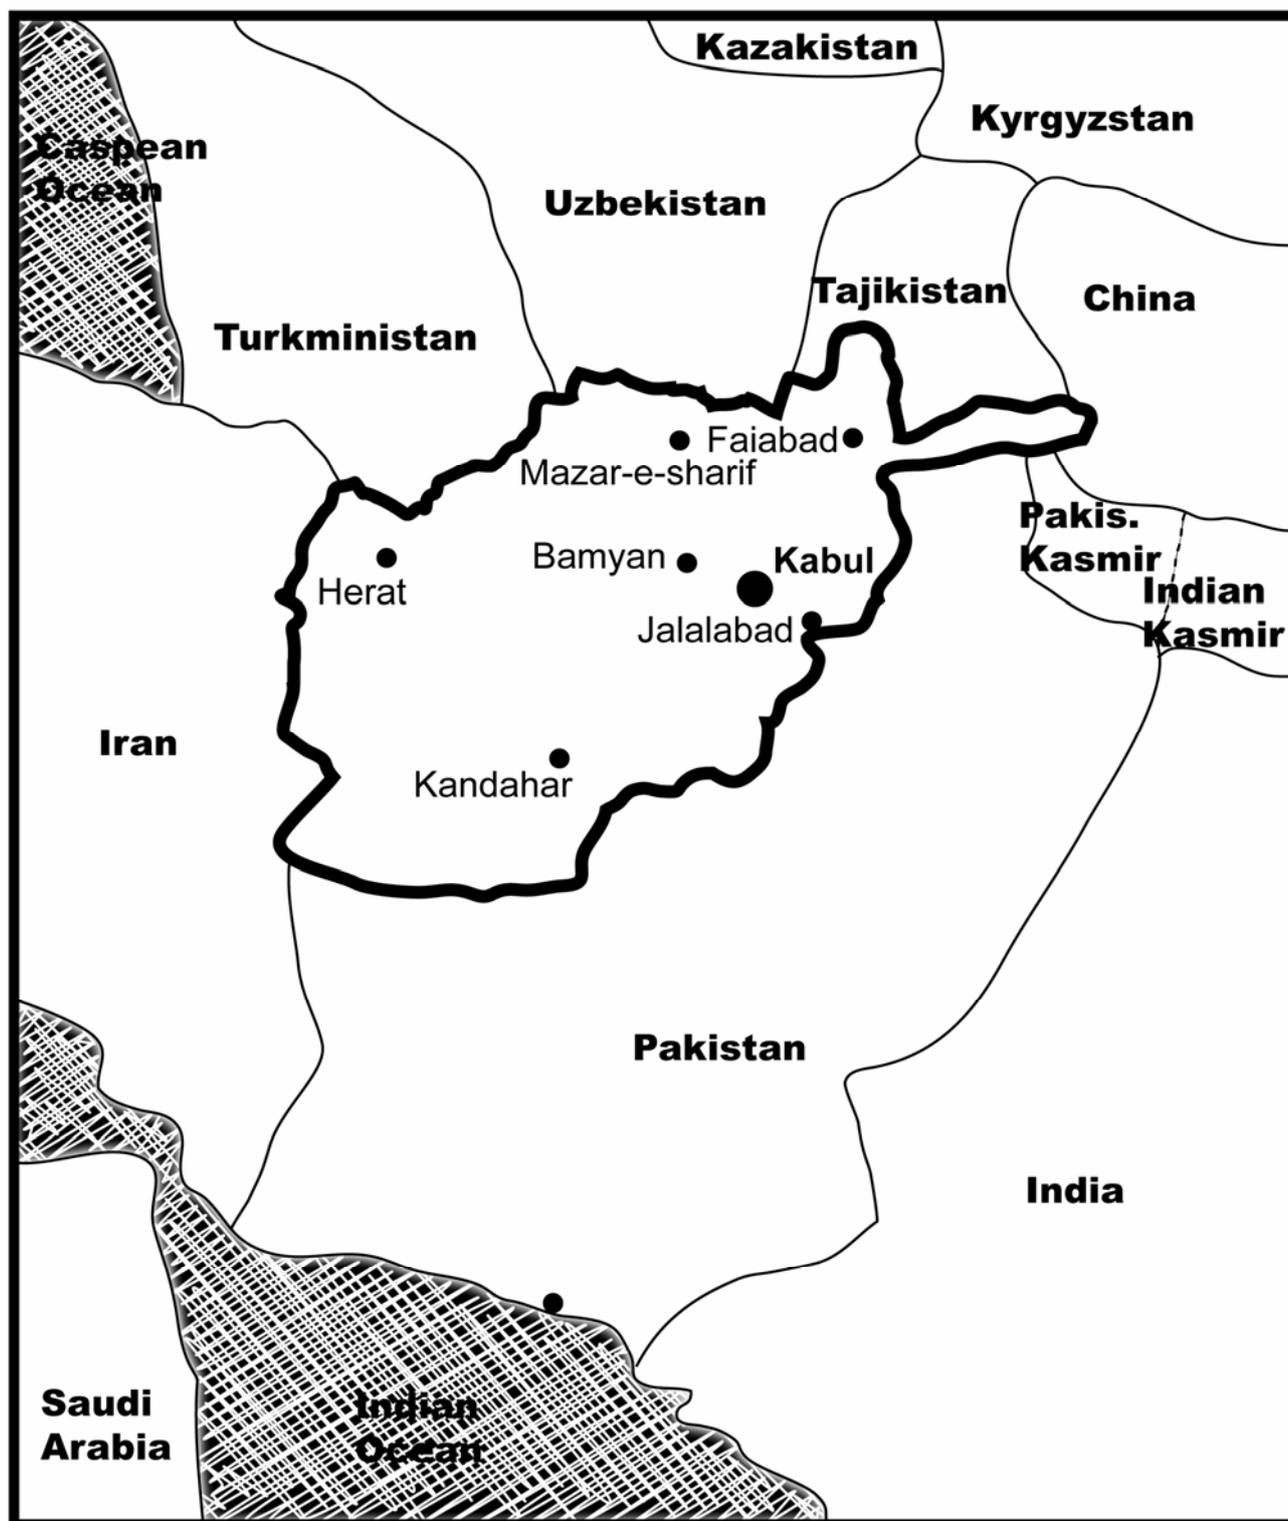 Kazakistan
Kyrgyzstan
Caspean
Ocean
Uzbekistan
Tajikistan
China
Turkministan
Faiabad
Mazar-e-sharif
Pakis.
Kasmir
Bamyan
Kabul
Herat
Indian
Kasmir
Jalalabad
Iran
Kandahar
Pakistan
India
Saudi
Arabia
Indian
Ocean